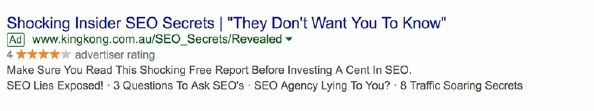 Shocking Insider SEO Secrets | "They Don't Want You To Know"
Ad www.kingkong.com.au/SEO_Secrets/Revealed
4 ★★★★★ advertiser rating
Make Sure You Read This Shocking Free Report Before Investing A Cent In SEO.
SEO Lies Exposed! · 3 Questions To Ask SEO's · SEO Agency Lying To You? · 8 Traffic Soaring Secrets